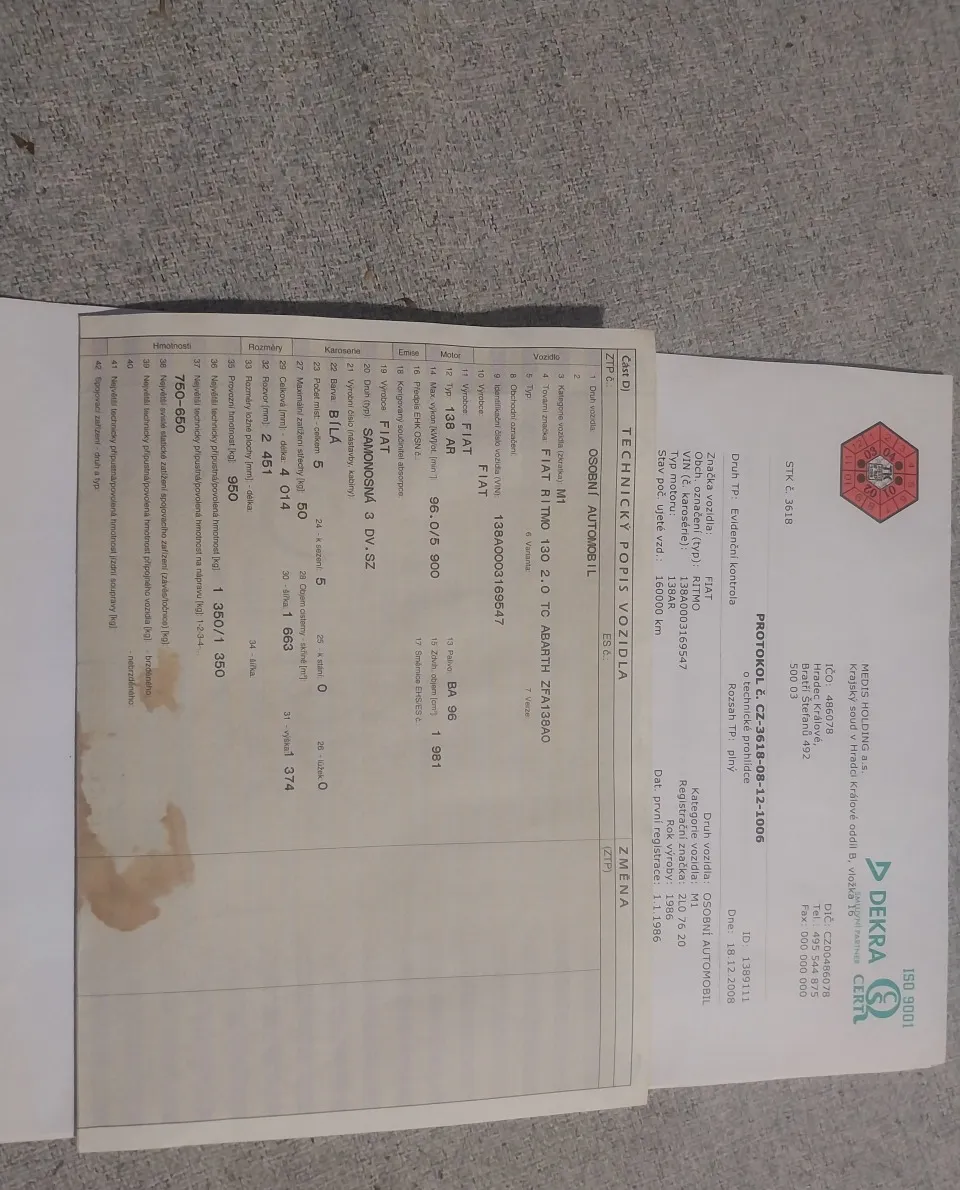 ISO 9001
DEKRA
SMLUVNÍ PARTNER
CERT
MEDIS HOLDING a.s.
Krajský soud v Hradci Králové oddíl B, vložka 16
IČO: 486078
DIČ: CZ00486078
Hradec Králové,
Tel: 495 544 875
Bratří Štefanů 492
Fax: 000 000 000
500 03
STK č. 3618
PROTOKOL č. CZ-3618-08-12-1006
o technické prohlídce
ID: 1389111
Druh TP: Evidenční kontrola
Rozsah TP: plný
Dne: 18.12.2008
Značka vozidla: FIAT
Druh vozidla: OSOBNÍ AUTOMOBIL
Obch. označení (typ): RITMO
Kategorie vozidla: M1
VIN (č. karosérie): 138A0003169547
Registrační značka: 2L0 76 20
Typ motoru: 138AR
Rok výroby: 1986
Stav poč. ujeté vzd.: 160000 km
Dat. první registrace: 1.1.1986
Část D) TECHNICKÝ POPIS VOZIDLA ZMĚNA
ZTP č.: ES č.: (ZTP)
Vozidlo
1 Druh vozidla: OSOBNÍ AUTOMOBIL
2
3 Kategorie vozidla (zkratka): M1
4 Tovární značka: FIAT RITMO 130 2.0 TC ABARTH ZFA138AO
5 Typ: 6 Varianta: 7 Verze:
8 Obchodní označení:
9 Identifikační číslo vozidla (VIN): 138A0003169547
10 Výrobce: FIAT
Motor
11 Výrobce: FIAT
12 Typ: 138 AR 13 Palivo: BA 96
14 Max. výkon [kW]/ot. [min⁻¹]: 96.0/5 900 15 Zdvih. objem [cm³]: 1 981
Emise
16 Předpis EHK OSN č.: 17 Směrnice EHS/ES č.:
18 Korigovaný součinitel absorpce:
Karoserie
19 Výrobce: FIAT
20 Druh (typ): SAMONOSNÁ 3 DV.SZ
21 Výrobní číslo (nástavby, kabiny):
22 Barva: BÍLÁ
23 Počet míst - celkem: 5 24 - k sezení: 5 25 - k stání: 0 26 - lůžek: 0
27 Maximální zatížení střechy [kg]: 50 28 Objem cisterny - skříně [m³]:
Rozměry
29 Celková [mm]: - délka: 4 014 30 - šířka: 1 663 31 - výška: 1 374
32 Rozvor [mm]: 2 451
33 Rozměry ložné plochy [mm]: - délka: 34 - šířka:
Hmotnosti
35 Provozní hmotnost [kg]: 950
36 Největší technicky přípustná/povolená hmotnost [kg]: 1 350/1 350
37 Největší technicky přípustná/povolená hmotnost na nápravu [kg]: 1-2-3-4-
750-650
38 Největší svislé statické zatížení spojovacího zařízení (závěs/točnice) [kg]:
39 Největší technicky přípustná/povolená hmotnost přípojného vozidla [kg] - brzděného:
40 - nebrzděného:
41 Největší technicky přípustná/povolená hmotnost jízdní soupravy [kg]:
42 Spojovací zařízení - druh a typ: